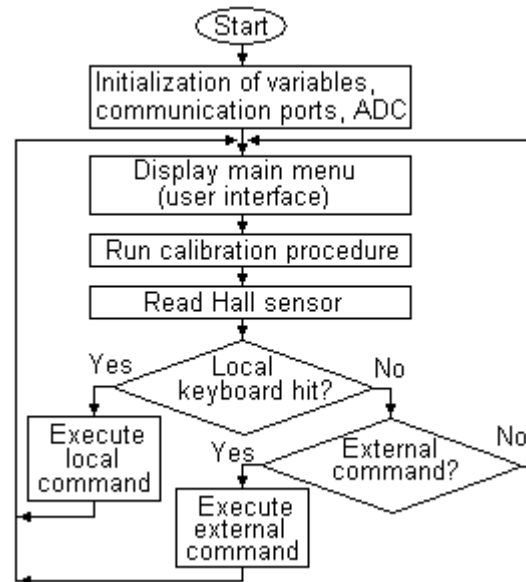 Start
Initialization of variables,
communication ports, ADC
Display main menu
(user interface)
Run calibration procedure
Read Hall sensor
Yes
Local
keyboard hit?
No
Execute
local
command
Yes
External
command?
No
Execute
external
command